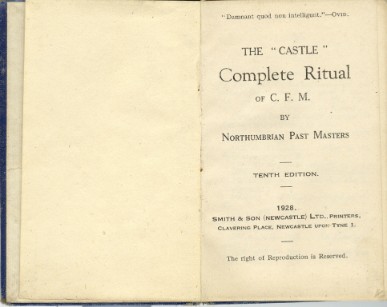 "Damnant quod non intelligunt."—Ovid.
THE "CASTLE"
Complete Ritual
OF C. F. M.
BY
NORTHUMBRIAN PAST MASTERS
TENTH EDITION.
1928.
SMITH & SON (NEWCASTLE) LTD., PRINTERS,
CLAVERING PLACE, NEWCASTLE UPON TYNE 1.
The right of Reproduction is Reserved.